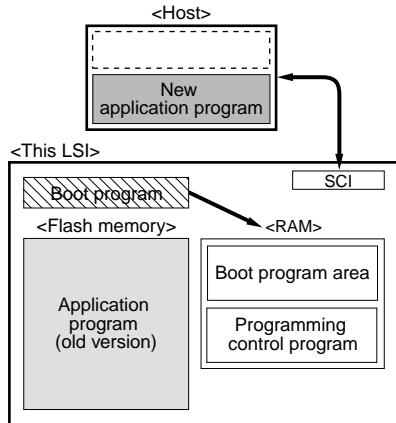 <Host>
New
application program
<This LSI>
SCI
Boot program
<Flash memory>
<RAM>
Application
program
(old version)
Boot program area
Programming
control program